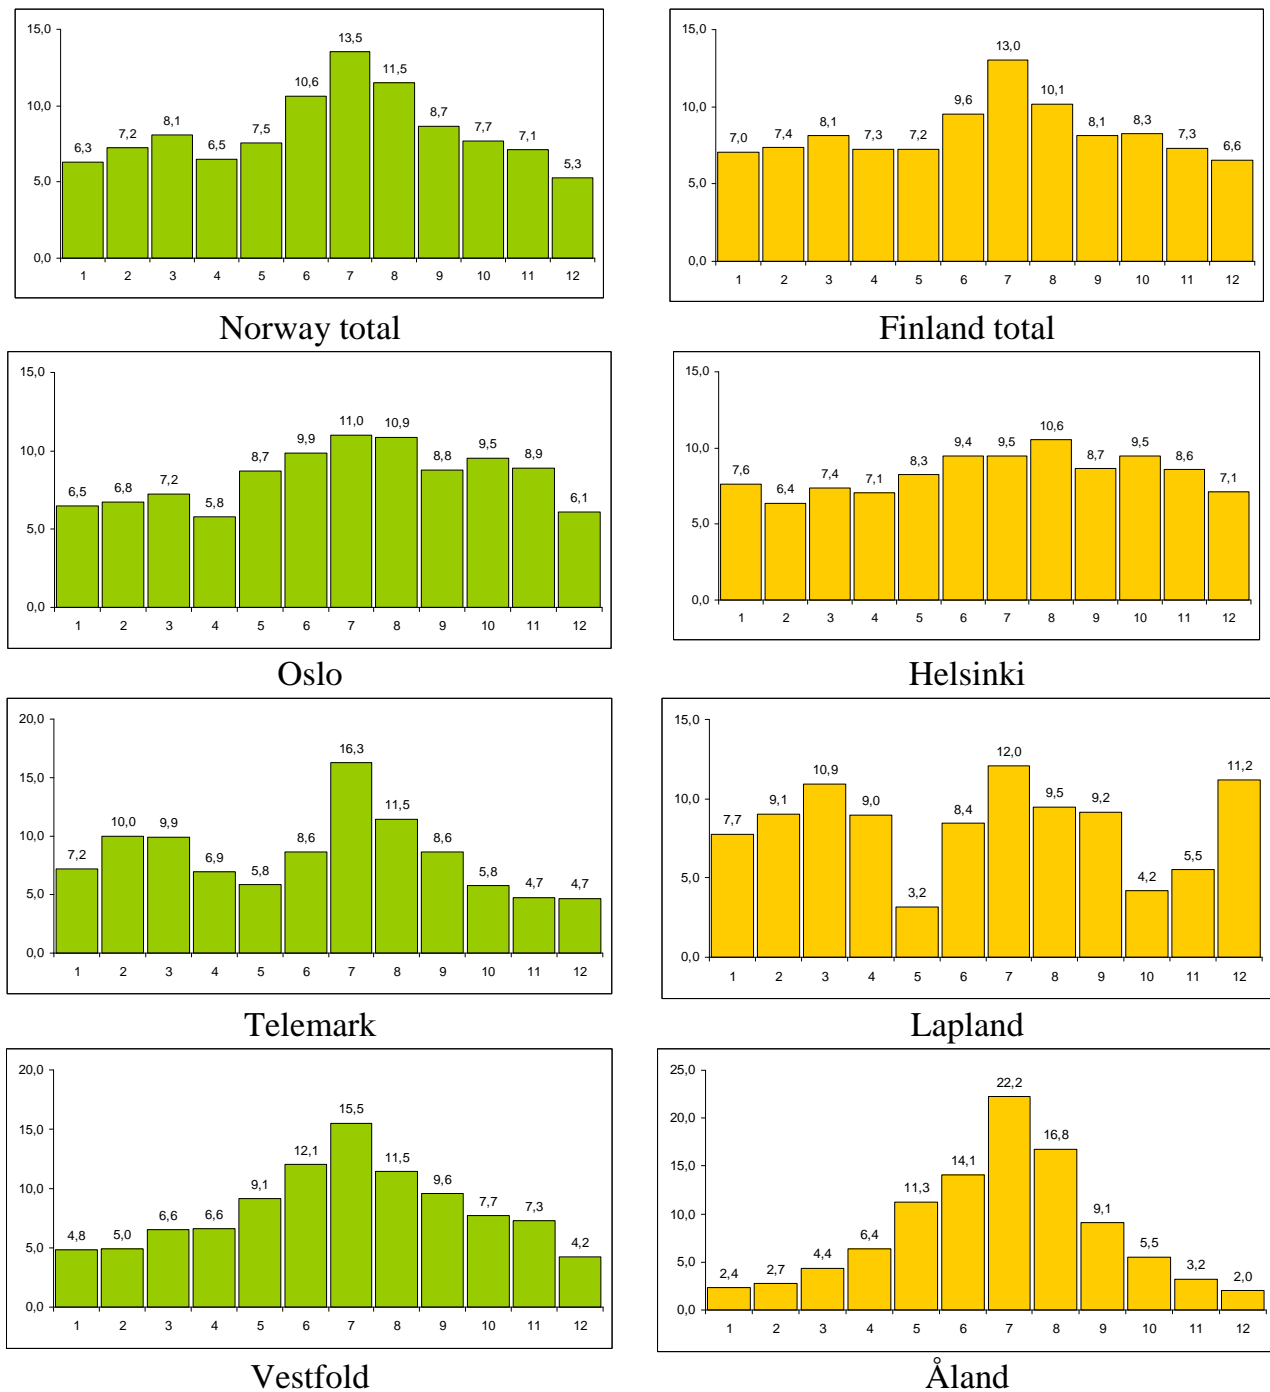 15,0
10,0
5,0
0,0
6,3 7,2 8,1 6,5 7,5 10,6 13,5 11,5 8,7 7,7 7,1 5,3
1 2 3 4 5 6 7 8 9 10 11 12
Norway total
15,0
10,0
5,0
0,0
7,0 7,4 8,1 7,3 7,2 9,6 13,0 10,1 8,1 8,3 7,3 6,6
1 2 3 4 5 6 7 8 9 10 11 12
Finland total
15,0
10,0
5,0
0,0
6,5 6,8 7,2 5,8 8,7 9,9 11,0 10,9 8,8 9,5 8,9 6,1
1 2 3 4 5 6 7 8 9 10 11 12
Oslo
15,0
10,0
5,0
0,0
7,6 6,4 7,4 7,1 8,3 9,4 9,5 10,6 8,7 9,5 8,6 7,1
1 2 3 4 5 6 7 8 9 10 11 12
Helsinki
20,0
15,0
10,0
5,0
0,0
7,2 10,0 9,9 6,9 5,8 8,6 16,3 11,5 8,6 5,8 4,7 4,7
1 2 3 4 5 6 7 8 9 10 11 12
Telemark
15,0
10,0
5,0
0,0
7,7 9,1 10,9 9,0 3,2 8,4 12,0 9,5 9,2 4,2 5,5 11,2
1 2 3 4 5 6 7 8 9 10 11 12
Lapland
20,0
15,0
10,0
5,0
0,0
4,8 5,0 6,6 6,6 9,1 12,1 15,5 11,5 9,6 7,7 7,3 4,2
1 2 3 4 5 6 7 8 9 10 11 12
Vestfold
25,0
20,0
15,0
10,0
5,0
0,0
2,4 2,7 4,4 6,4 11,3 14,1 22,2 16,8 9,1 5,5 3,2 2,0
1 2 3 4 5 6 7 8 9 10 11 12
Åland